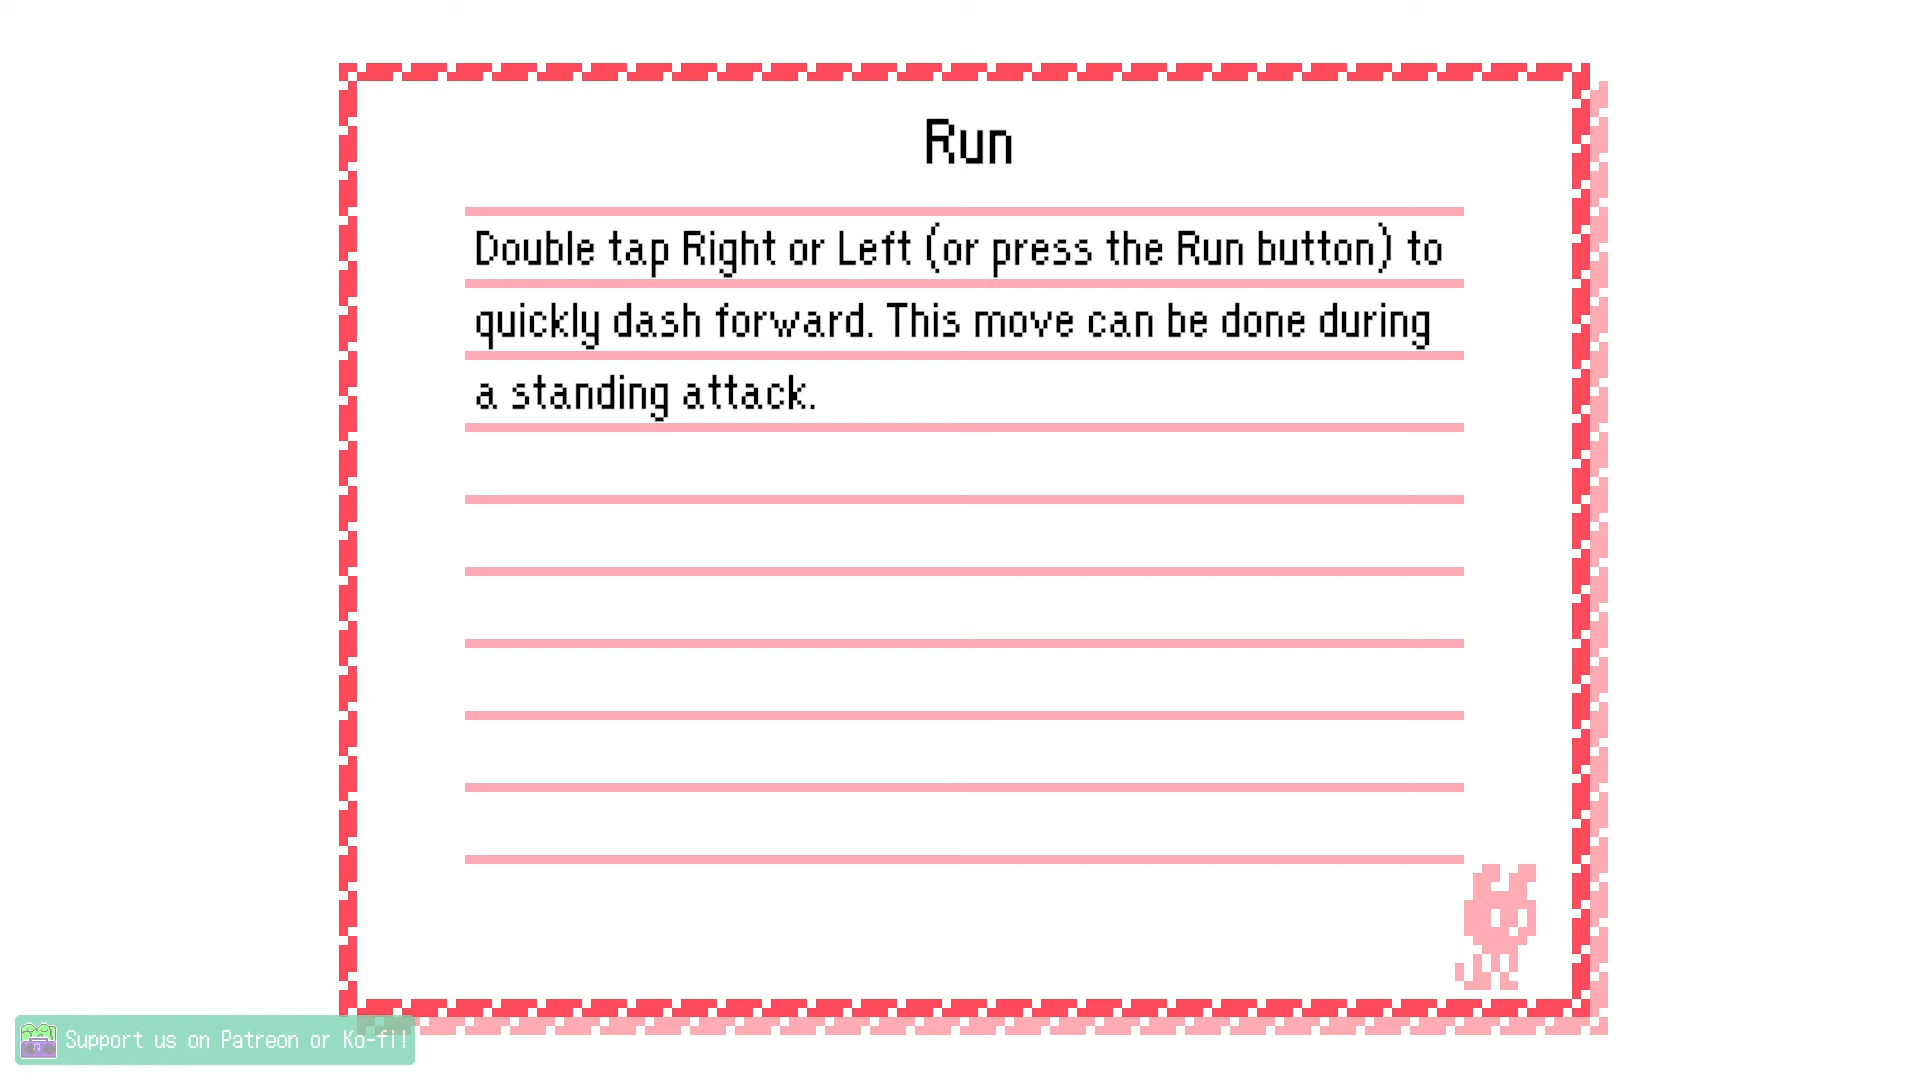 Run
Double tap Right or Left (or press the Run button) to
quickly dash forward. This move can be done during
a standing attack.
Support us on Patreon or Ko-fi!